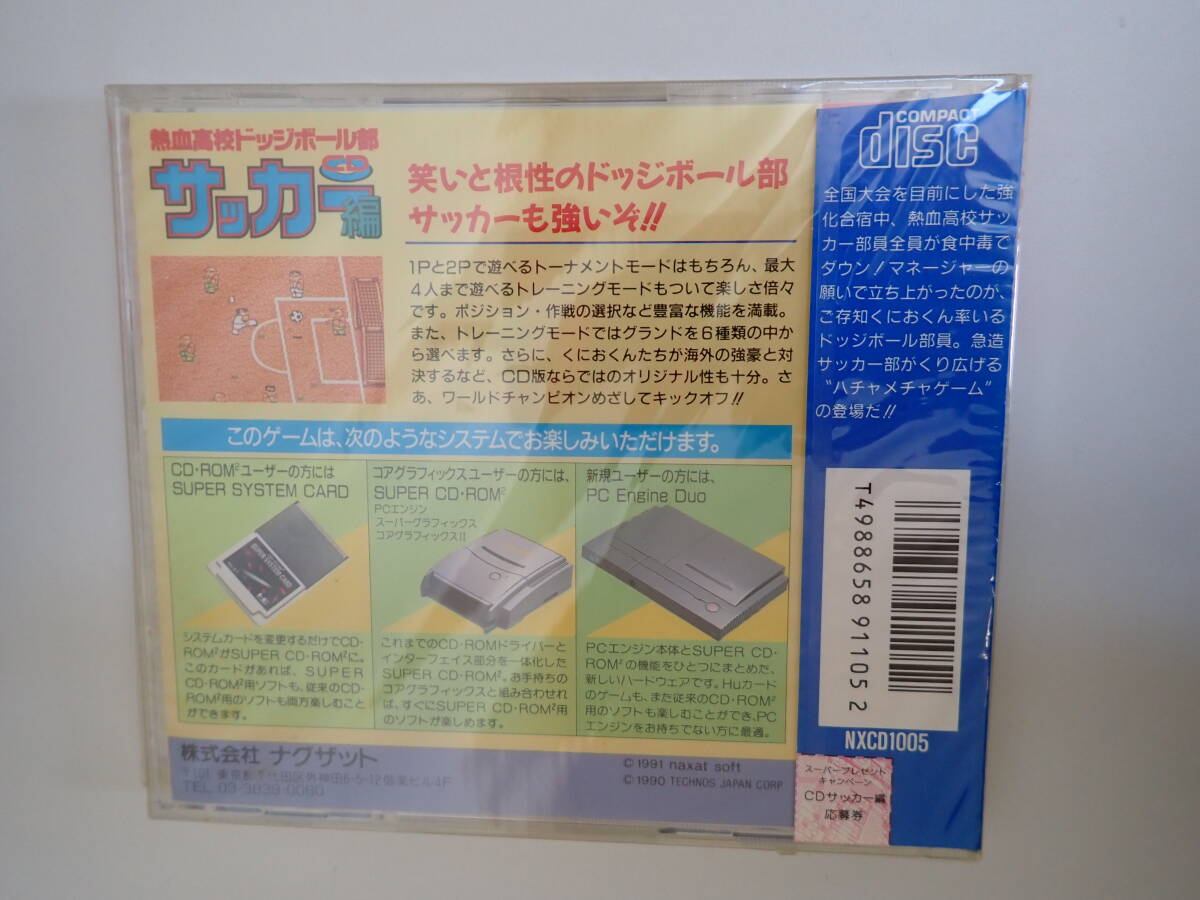 熱血高校ドッジボール部
CD
サッカー編
笑いと根性のドッジボール部
サッカーも強いぞ!!
1Pと2Pで遊べるトーナメントモードはもちろん、最大
4人まで遊べるトレーニングモードもついて楽しさ倍々
です。ポジション・作戦の選択など豊富な機能を満載。
また、トレーニングモードではグランドを6種類の中か
ら選べます。さらに、くにおくんたちが海外の強豪と対
決するなど、CD版ならではのオリジナル性も十分。さ
あ、ワールドチャンピオンめざしてキックオフ!!
このゲームは、次のようなシステムでお楽しみいただけます。
CD・ROM²ユーザーの方には
SUPER SYSTEM CARD
SUPER SYSTEM CARD
システムカードを変更するだけでCD・
ROM²がSUPER CD・ROM²に。
このカードがあれば、SUPER
CD・ROM²用ソフトも、従来のCD・
ROM²用のソフトも両方楽しむこと
ができます。
コアグラフィックスユーザーの方には、
SUPER CD・ROM²
PCエンジン
スーパーグラフィックス
コアグラフィックスII
これまでのCD・ROMドライバーと
インターフェイス部分を一体化した
SUPER CD・ROM²。お手持ちの
コアグラフィックスと組み合わせれ
ば、すぐにSUPER CD・ROM²用
のソフトが楽しめます。
新規ユーザーの方には、
PC Engine Duo
PCエンジン本体とSUPER CD・
ROM²の機能をひとつにまとめた、
新しいハードウェアです。Huカード
のゲームも、また従来のCD・ROM²
用のソフトも楽しむことができ、PC
エンジンをお持ちでない方に最適。
株式会社 ナグザット
〒101 東京都千代田区外神田6-5-12偕楽ビル4F
TEL 03-3839-0060
©1991 naxat soft
©1990 TECHNOS JAPAN CORP
COMPACT
disc
全国大会を目前にした強
化合宿中、熱血高校サッ
カー部員全員が食中毒で
ダウン!マネージャーの
願いで立ち上がったのが、
ご存知くにおくん率いる
ドッジボール部員。急造
サッカー部がくり広げる
“ハチャメチャゲーム”
の登場だ!!
T4988658911052
NXCD1005
スーパープレゼント
キャンペーン
CDサッカー編
応募券